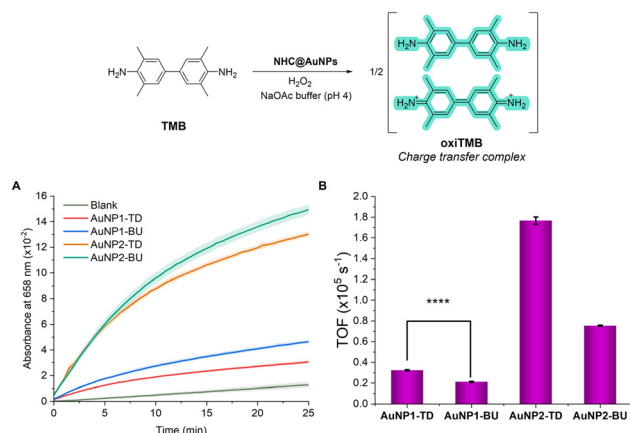 H₂N
NH₂
TMB
NHC@AuNPs
H₂O₂
NaOAc buffer (pH 4)
1/2
H₂N
NH₂
H₂N⁺
NH₂⁺
oxiTMB
Charge transfer complex
A
Absorbance at 658 nm (x10⁻²)
16
14
12
10
8
6
4
2
0
Blank
AuNP1-TD
AuNP1-BU
AuNP2-TD
AuNP2-BU
0
5
10
15
20
25
Time (min)
B
TOF (x10⁵ s⁻¹)
2.0
1.8
1.6
1.4
1.2
1.0
0.8
0.6
0.4
0.2
0.0
****
AuNP1-TD
AuNP1-BU
AuNP2-TD
AuNP2-BU